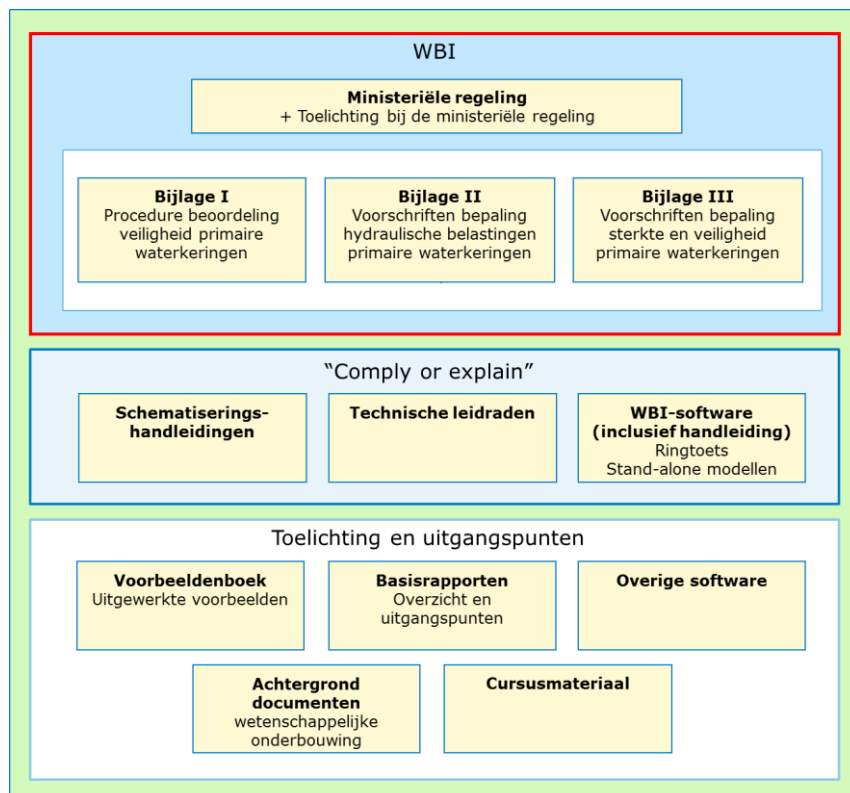 WBI
Ministeriële regeling
+ Toelichting bij de ministeriële regeling
Bijlage I
Procedure beoordeling
veiligheid primaire
waterkeringen
Bijlage II
Voorschriften bepaling
hydraulische belastingen
primaire waterkeringen
Bijlage III
Voorschriften bepaling
sterkte en veiligheid
primaire waterkeringen
“Comply or explain”
Schematiserings-
handleidingen
Technische leidraden
WBI-software
(inclusief handleiding)
Ringtoets
Stand-alone modellen
Toelichting en uitgangspunten
Voorbeeldenboek
Uitgewerkte voorbeelden
Basisrapporten
Overzicht en
uitgangspunten
Overige software
Achtergrond
documenten
wetenschappelijke
onderbouwing
Cursusmateriaal